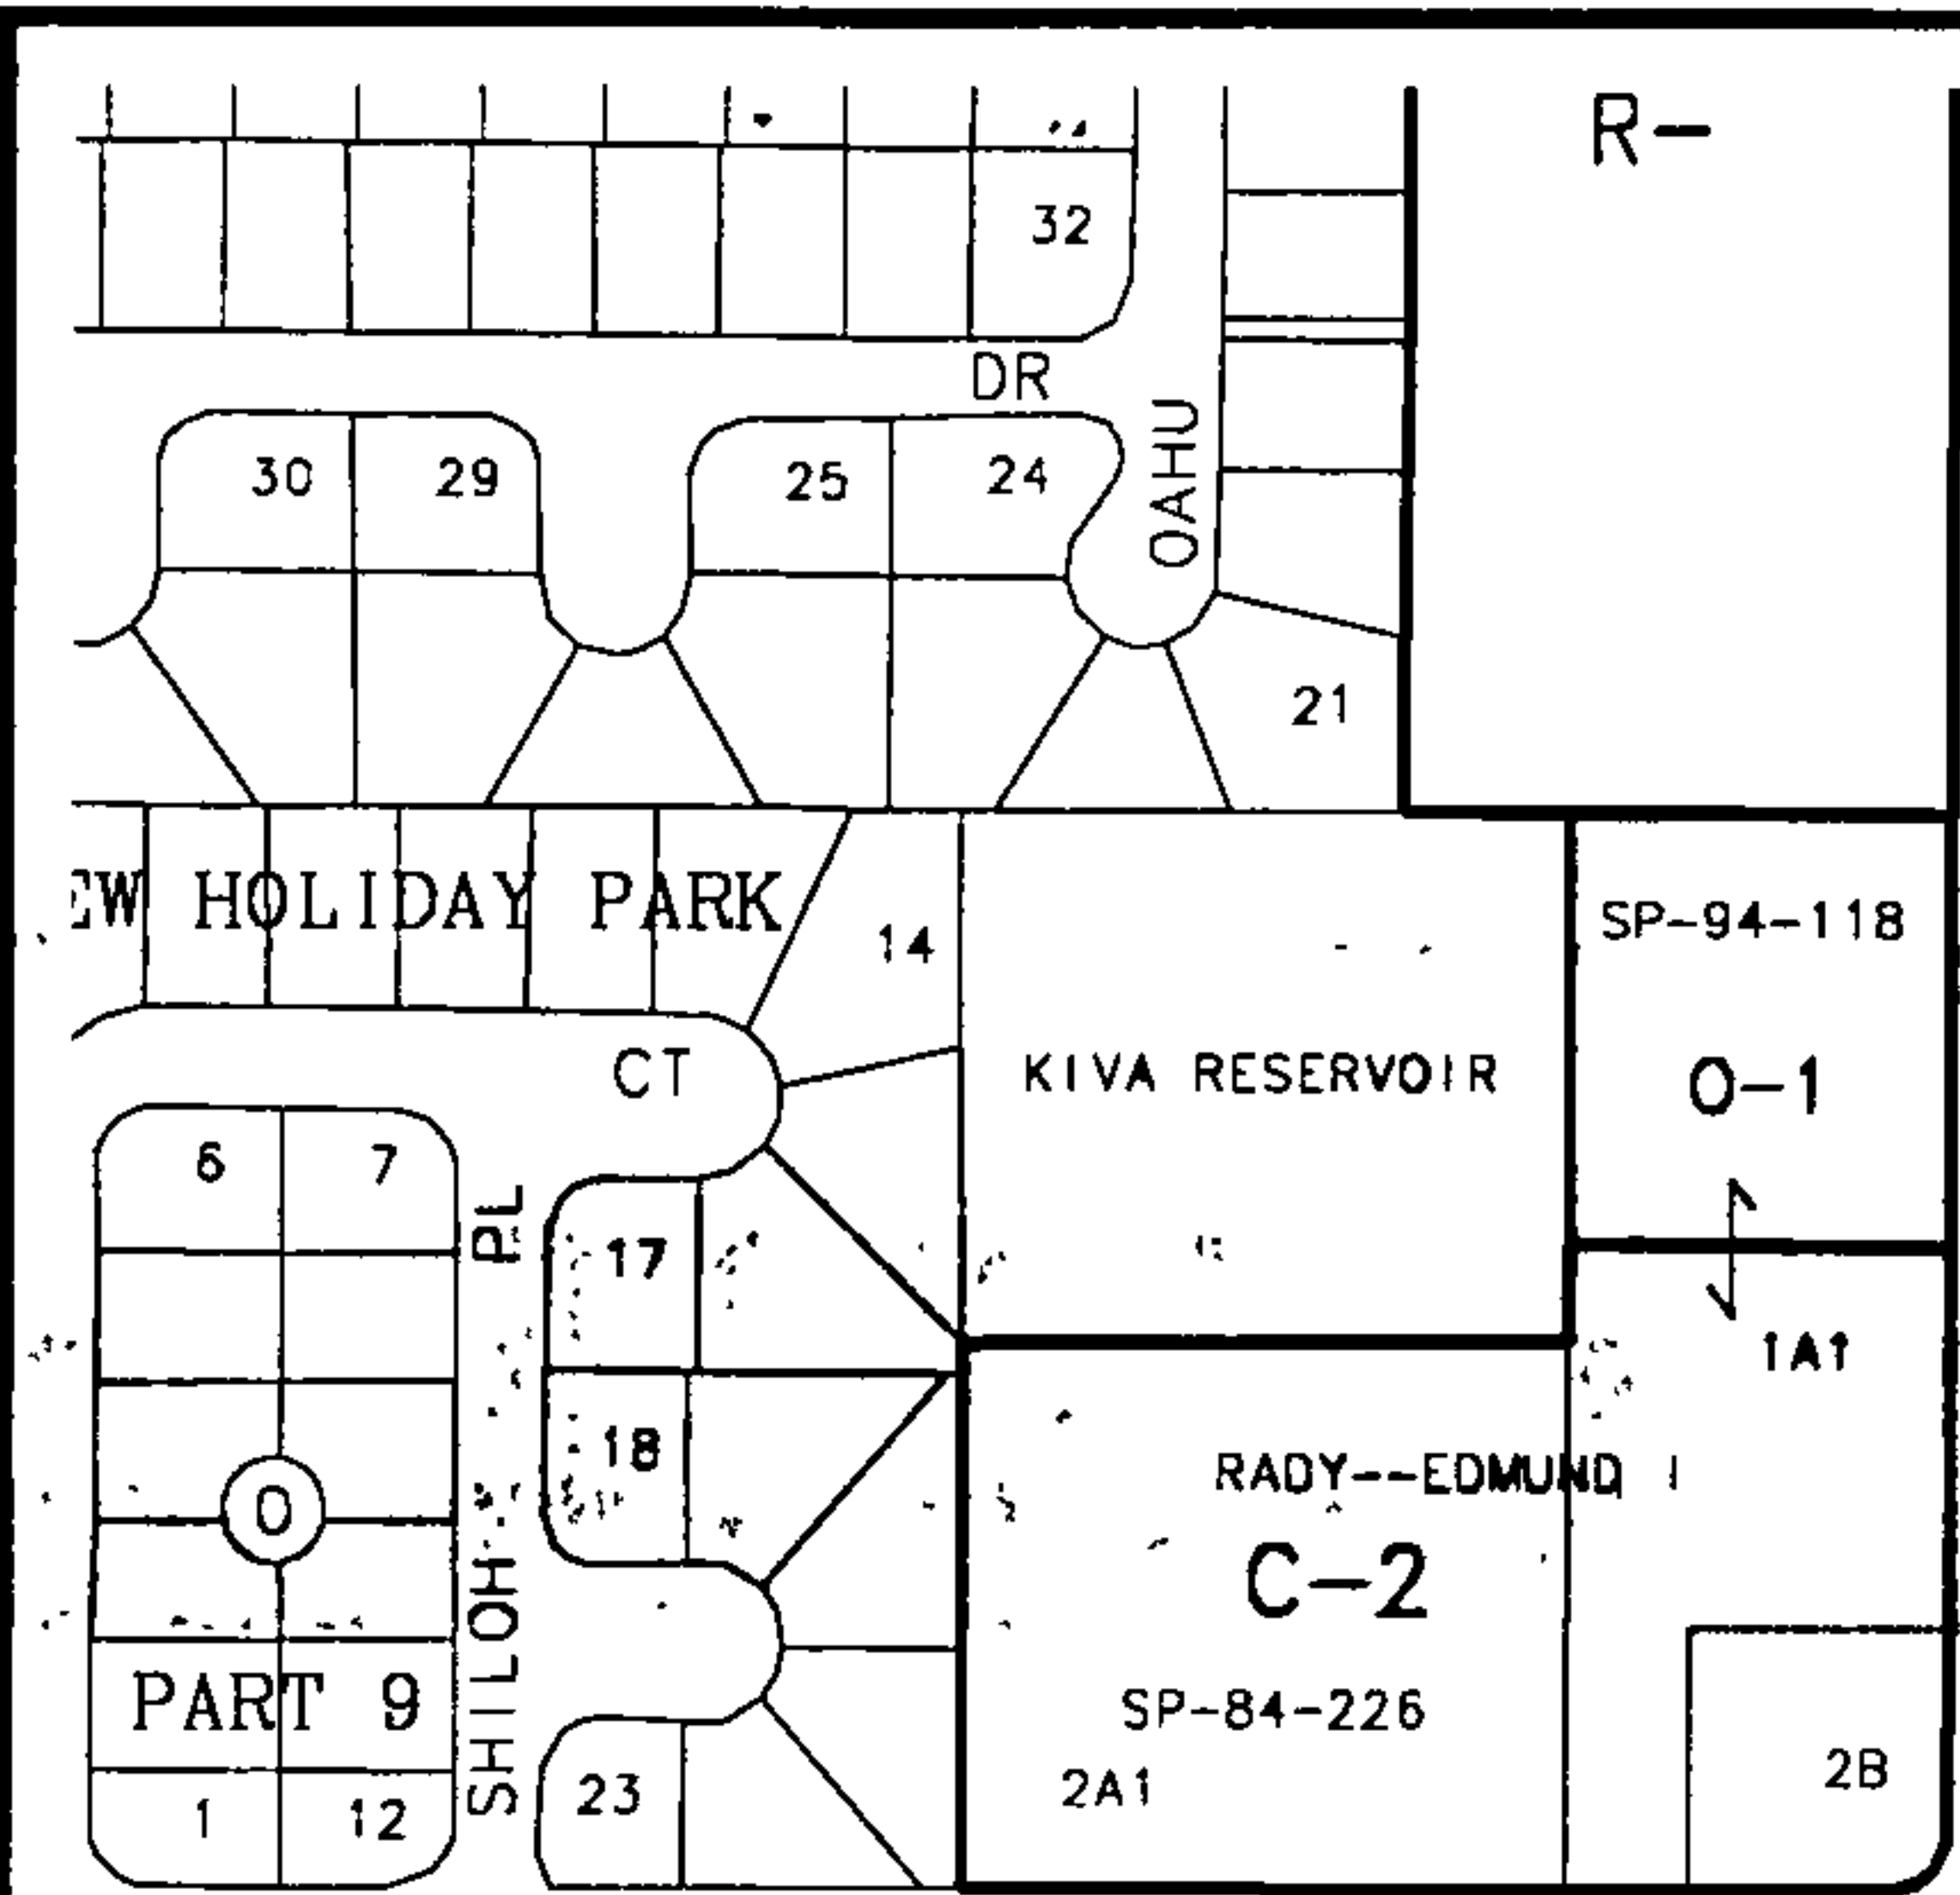 R-
32
DR
OAHU
30 29 25 24
21
EW HOLIDAY PARK
14
SP-94-118
KIVA RESERVOIR
O-1
CT
6 7
PL
17
1A1
18
RADY---EDMUND I
O
C-2
SHILOH
PART 9
SP-84-226
2A1
2B
23
1 12